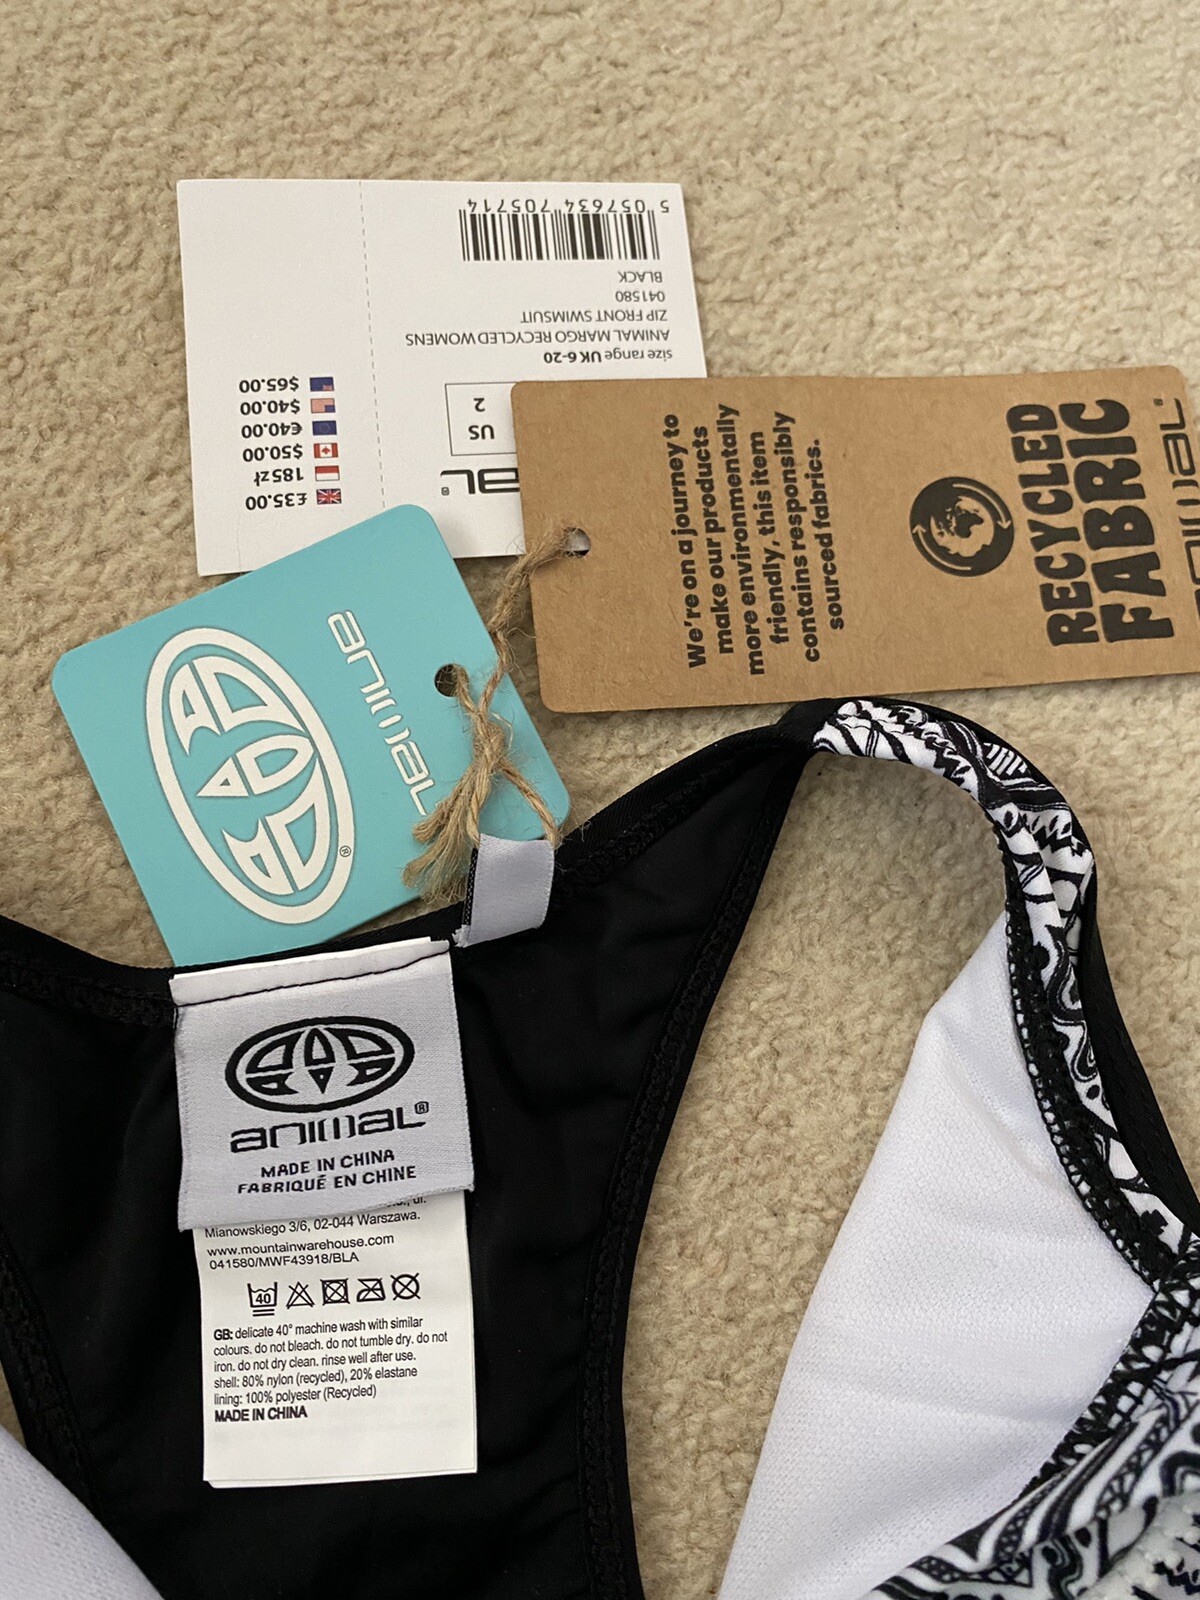 animal®
US
2
size range UK 6-20
ANIMAL MARGO RECYCLED WOMENS
ZIP FRONT SWIMSUIT
041580
BLACK
5 057634 705714
£35.00
185zł
$50.00
€40.00
$40.00
$65.00
We're on a journey to
make our products
more environmentally
friendly, this item
contains responsibly
sourced fabrics.
RECYCLED
FABRIC
animal
®
animal®
MADE IN CHINA
FABRIQUÉ EN CHINE
ul.
Mianowskiego 3/6, 02-044 Warszawa.
www.mountainwarehouse.com
041580/MWF43918/BLA
40
GB: delicate 40° machine wash with similar
colours. do not bleach. do not tumble dry. do not
iron. do not dry clean. rinse well after use.
shell: 80% nylon (recycled), 20% elastane
lining: 100% polyester (Recycled)
MADE IN CHINA